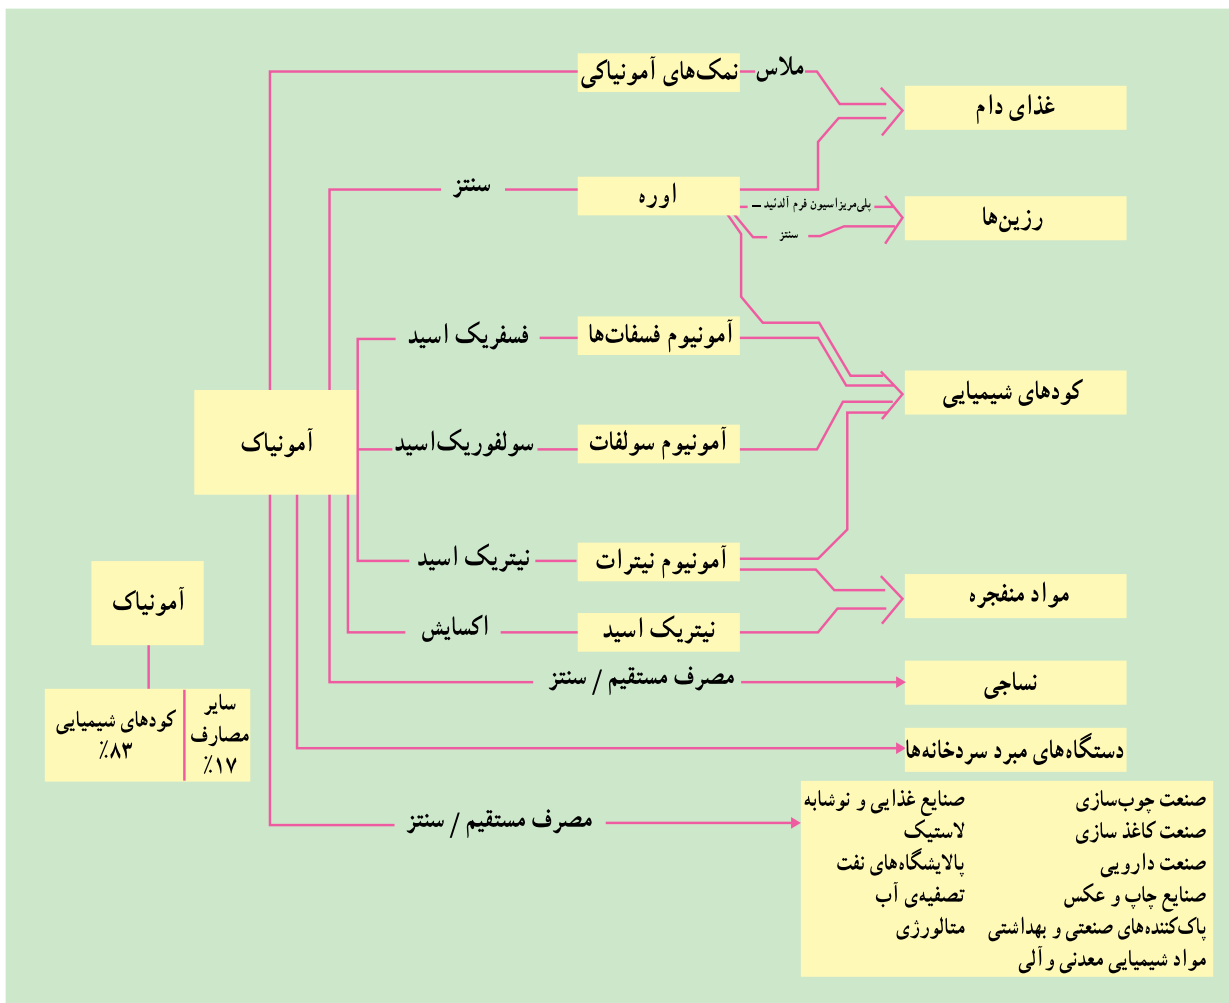 نمک‌های آمونیاکی
ملاس
غذای دام
سنتز
اوره
پلی‌مریزاسیون فرم آلدئید –
سنتز
رزین‌ها
فسفریک اسید
آمونیوم فسفات‌ها
کودهای شیمیایی
آمونیاک
سولفوریک‌اسید
آمونیوم سولفات
نیتریک اسید
آمونیوم نیترات
مواد منفجره
اکسایش
نیتریک اسید
مصرف مستقیم / سنتز
نساجی
دستگاه‌های مبرد سردخانه‌ها
مصرف مستقیم / سنتز
صنعت چوب‌سازی
صنعت کاغذ سازی
صنعت دارویی
صنایع چاپ و عکس
پاک‌کننده‌های صنعتی و بهداشتی
مواد شیمیایی معدنی و آلی
صنایع غذایی و نوشابه
لاستیک
پالایشگاه‌های نفت
تصفیه‌ی آب
متالورژی
آمونیاک
سایر
مصارف
۱۷٪
کودهای شیمیایی
۸۳٪